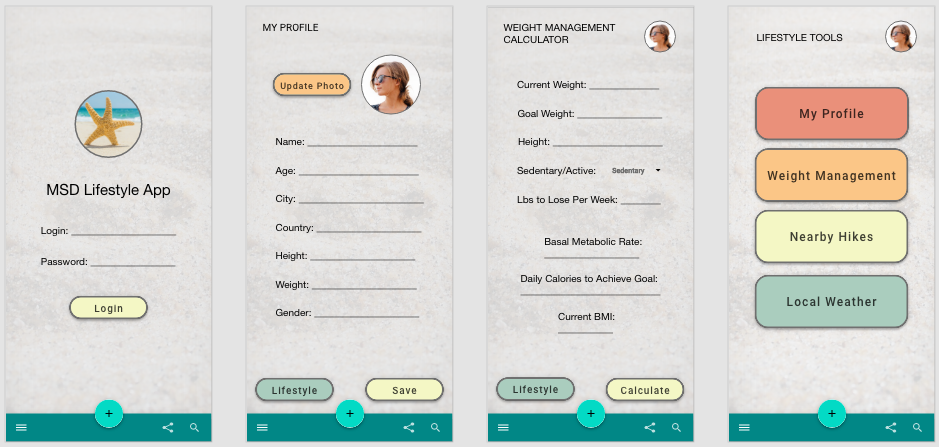 MSD Lifestyle App
Login:
Password:
Login
+
MY PROFILE
Update Photo
Name:
Age:
City:
Country:
Height:
Weight:
Gender:
Lifestyle
Save
+
WEIGHT MANAGEMENT
CALCULATOR
Current Weight:
Goal Weight:
Height:
Sedentary/Active: Sedentary
Lbs to Lose Per Week:
Basal Metabolic Rate:
Daily Calories to Achieve Goal:
Current BMI:
Lifestyle
Calculate
+
LIFESTYLE TOOLS
My Profile
Weight Management
Nearby Hikes
Local Weather
+